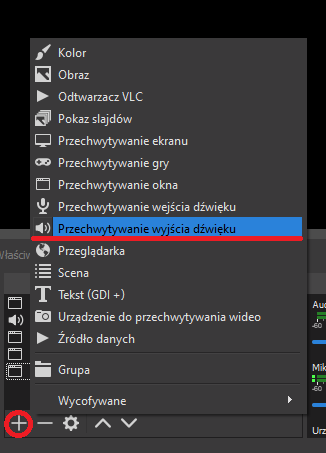 Kolor
Obraz
Odtwarzacz VLC
Pokaz slajdów
Przechwytywanie ekranu
Przechwytywanie gry
Przechwytywanie okna
Przechwytywanie wejścia dźwięku
Przechwytywanie wyjścia dźwięku
Przeglądarka
Właściw
Scena
Tekst (GDI +)
Aud
Urządzenie do przechwytywania wideo
-60
Źródło danych
Grupa
Mik
-60
Wycofywane
Urz